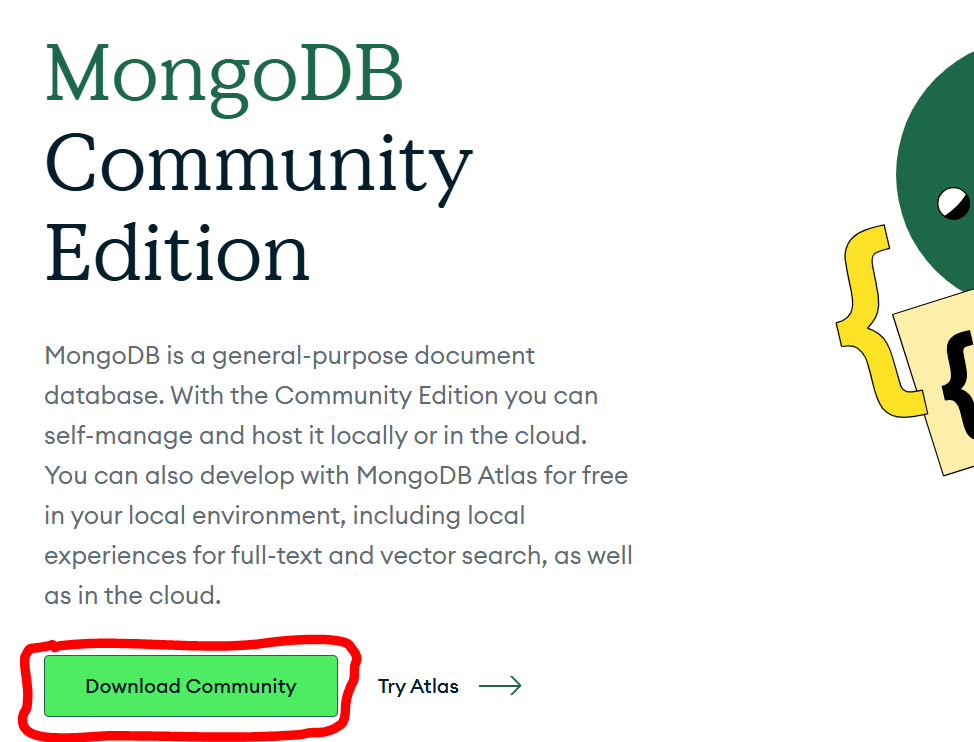 MongoDB
Community
Edition
MongoDB is a general-purpose document
database. With the Community Edition you can
self-manage and host it locally or in the cloud.
You can also develop with MongoDB Atlas for free
in your local environment, including local
experiences for full-text and vector search, as well
as in the cloud.
Download Community
Try Atlas